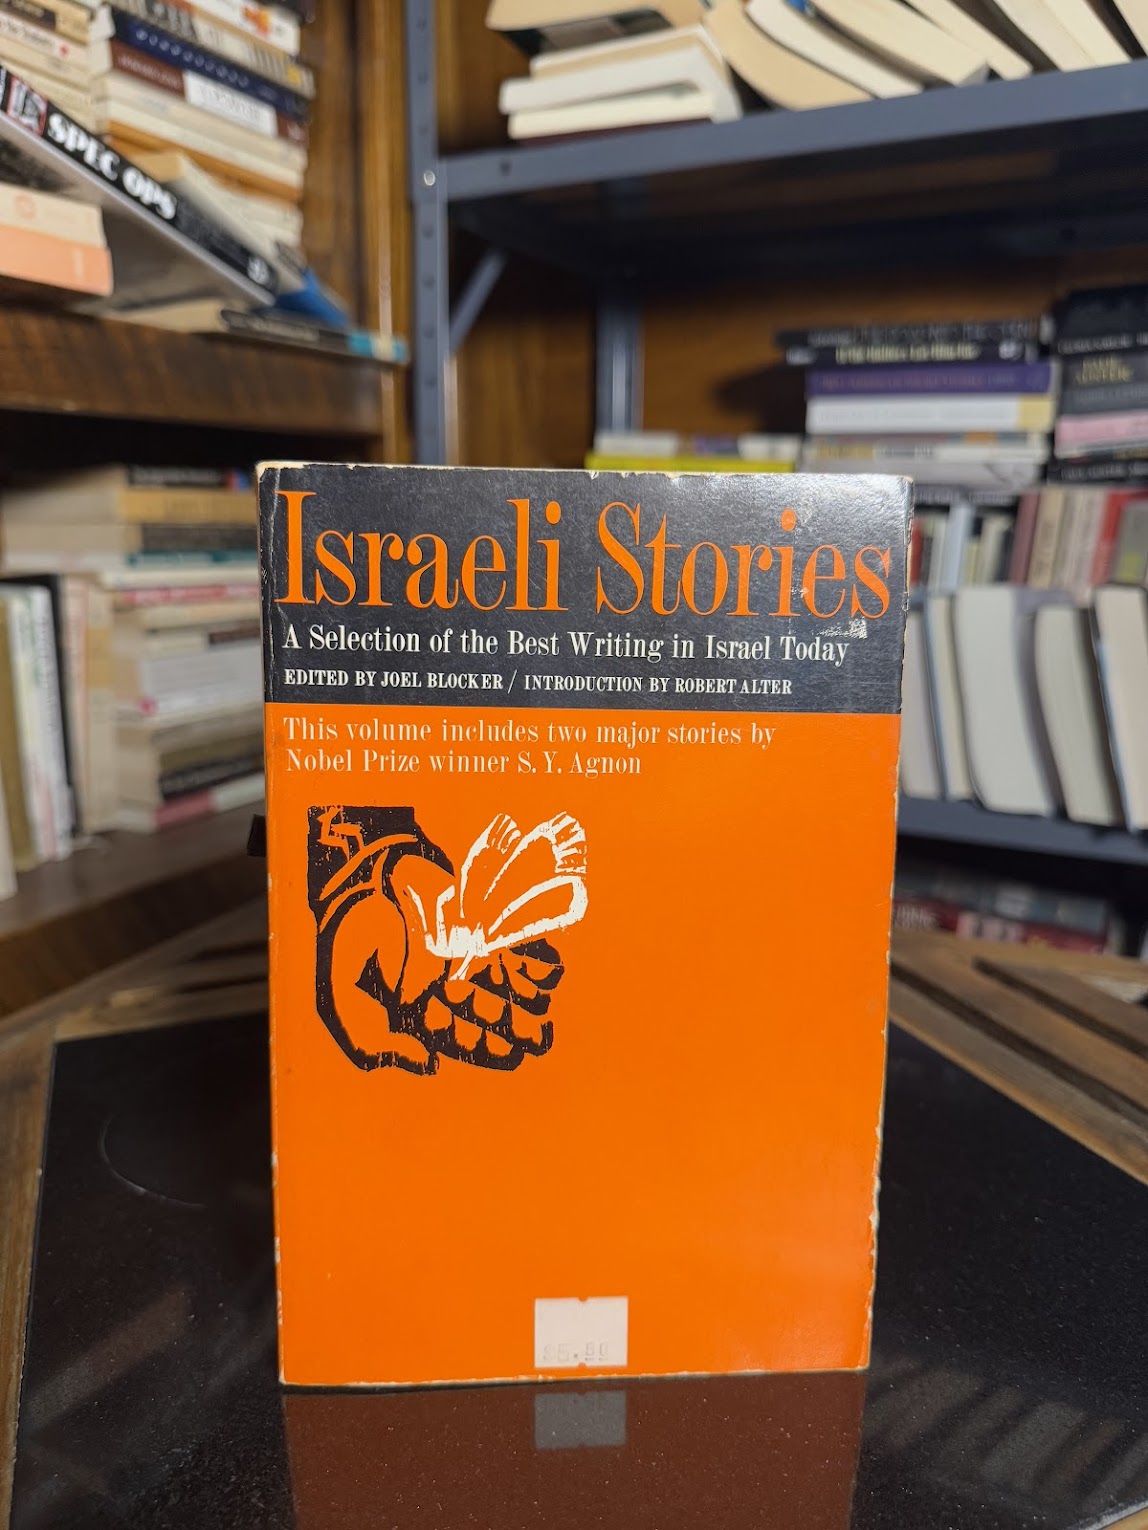 SPEC OPS
Israeli Stories
A Selection of the Best Writing in Israel Today
EDITED BY JOEL BLOCKER / INTRODUCTION BY ROBERT ALTER
This volume includes two major stories by
Nobel Prize winner S. Y. Agnon